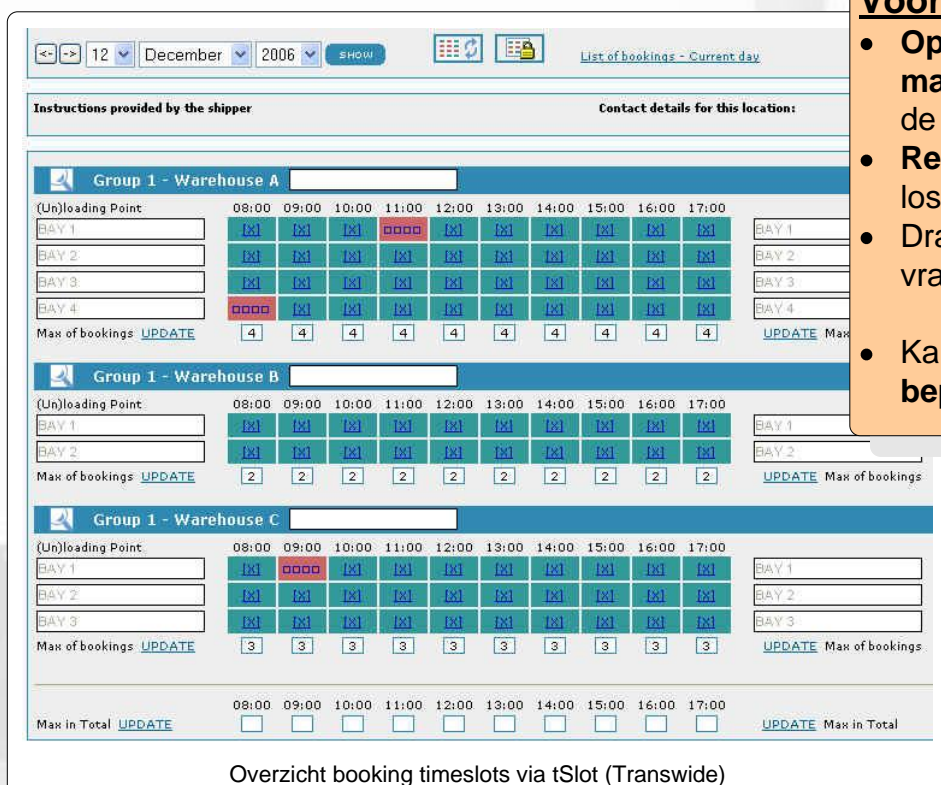 <- -> 12 December 2006 SHOW List of bookings - Current day
Instructions provided by the shipper Contact details for this location:
Group 1 - Warehouse A
(Un)loading Point 08:00 09:00 10:00 11:00 12:00 13:00 14:00 15:00 16:00 17:00
BAY 1 [X] [X] [X] [X] [X] [X] [X] [X] [X] BAY 1
BAY 2 [X] [X] [X] [X] [X] [X] [X] [X] [X] [X] BAY 2
BAY 3 [X] [X] [X] [X] [X] [X] [X] [X] [X] [X] BAY 3
BAY 4 [X] [X] [X] [X] [X] [X] [X] [X] [X] BAY 4
Max of bookings UPDATE 4 4 4 4 4 4 4 4 4 4 UPDATE Max
Group 1 - Warehouse B
(Un)loading Point 08:00 09:00 10:00 11:00 12:00 13:00 14:00 15:00 16:00 17:00
BAY 1 [X] [X] [X] [X] [X] [X] [X] [X] [X] [X] BAY 1
BAY 2 [X] [X] [X] [X] [X] [X] [X] [X] [X] [X] BAY 2
Max of bookings UPDATE 2 2 2 2 2 2 2 2 2 2 UPDATE Max of bookings
Group 1 - Warehouse C
(Un)loading Point 08:00 09:00 10:00 11:00 12:00 13:00 14:00 15:00 16:00 17:00
BAY 1 [X] [X] [X] [X] [X] [X] [X] [X] [X] BAY 1
BAY 2 [X] [X] [X] [X] [X] [X] [X] [X] [X] [X] BAY 2
BAY 3 [X] [X] [X] [X] [X] [X] [X] [X] [X] [X] BAY 3
Max of bookings UPDATE 3 3 3 3 3 3 3 3 3 3 UPDATE Max of bookings
08:00 09:00 10:00 11:00 12:00 13:00 14:00 15:00 16:00 17:00
Max in Total UPDATE UPDATE Max in Total
Overzicht booking timeslots via tSlot (Transwide)
Voor
• Op
ma
de
• Re
los
• Dra
vra
• Ka
bep